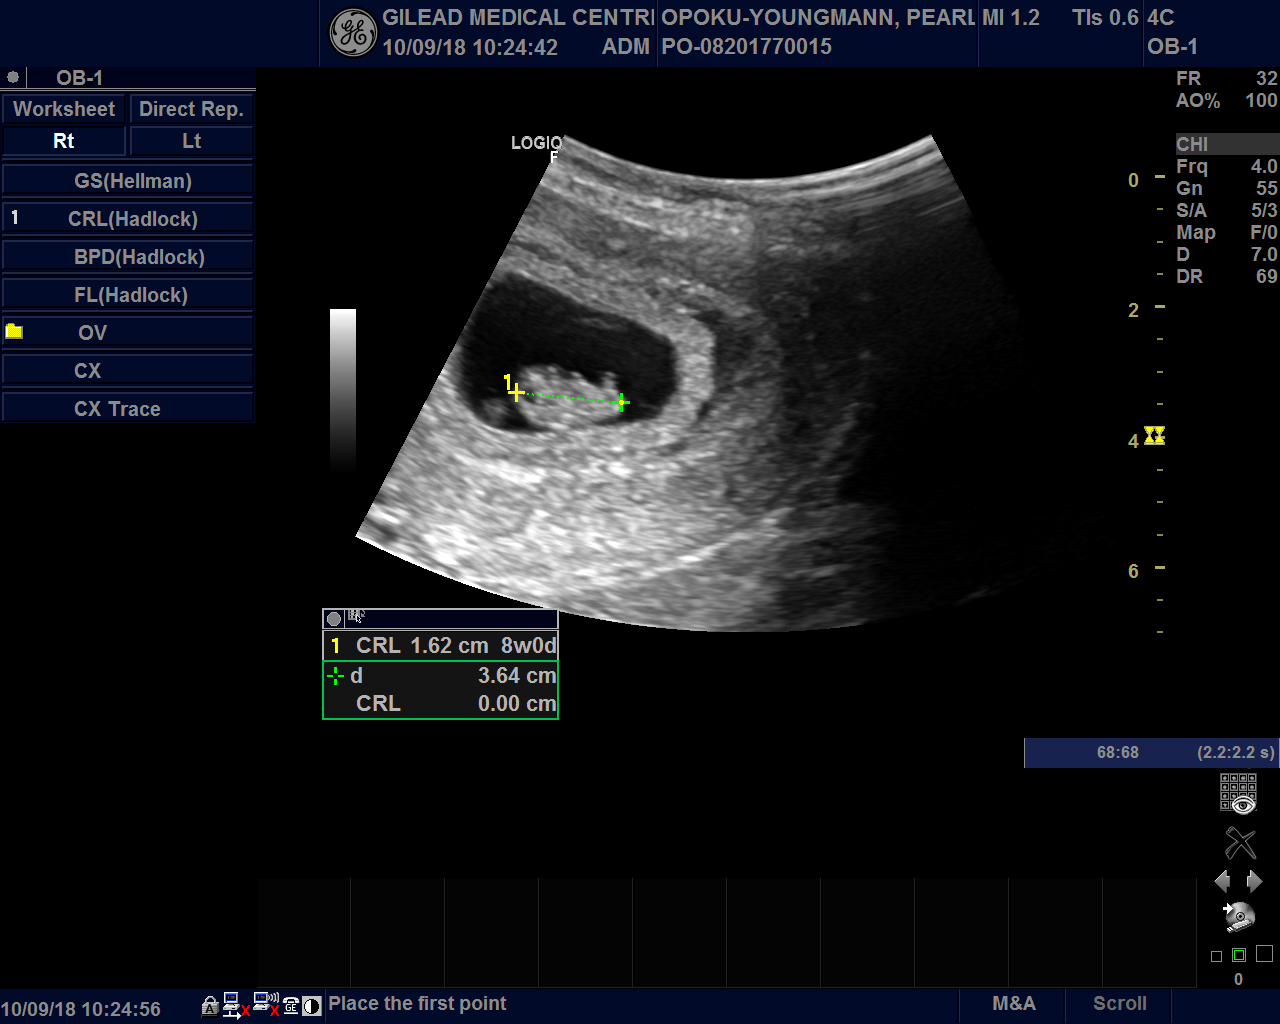 GILEAD MEDICAL CENTR
OPOKU-YOUNGMANN, PEARL
MI 1.2
TIs 0.6
4C
10/09/18 10:24:42
ADM
PO-08201770015
OB-1
OB-1
Worksheet
Direct Rep.
Rt
Lt
GS(Hellman)
1 CRL(Hadlock)
BPD(Hadlock)
FL(Hadlock)
OV
CX
CX Trace
LOGIQ
F
1
FR 32
AO% 100
CHI
Frq 4.0
Gn 55
S/A 5/3
Map F/0
D 7.0
DR 69
0
2
4
6
1 CRL 1.62 cm 8w0d
d 3.64 cm
CRL 0.00 cm
68:68 (2.2:2.2 s)
0
10/09/18 10:24:56
A
GE
Place the first point
M&A
Scroll